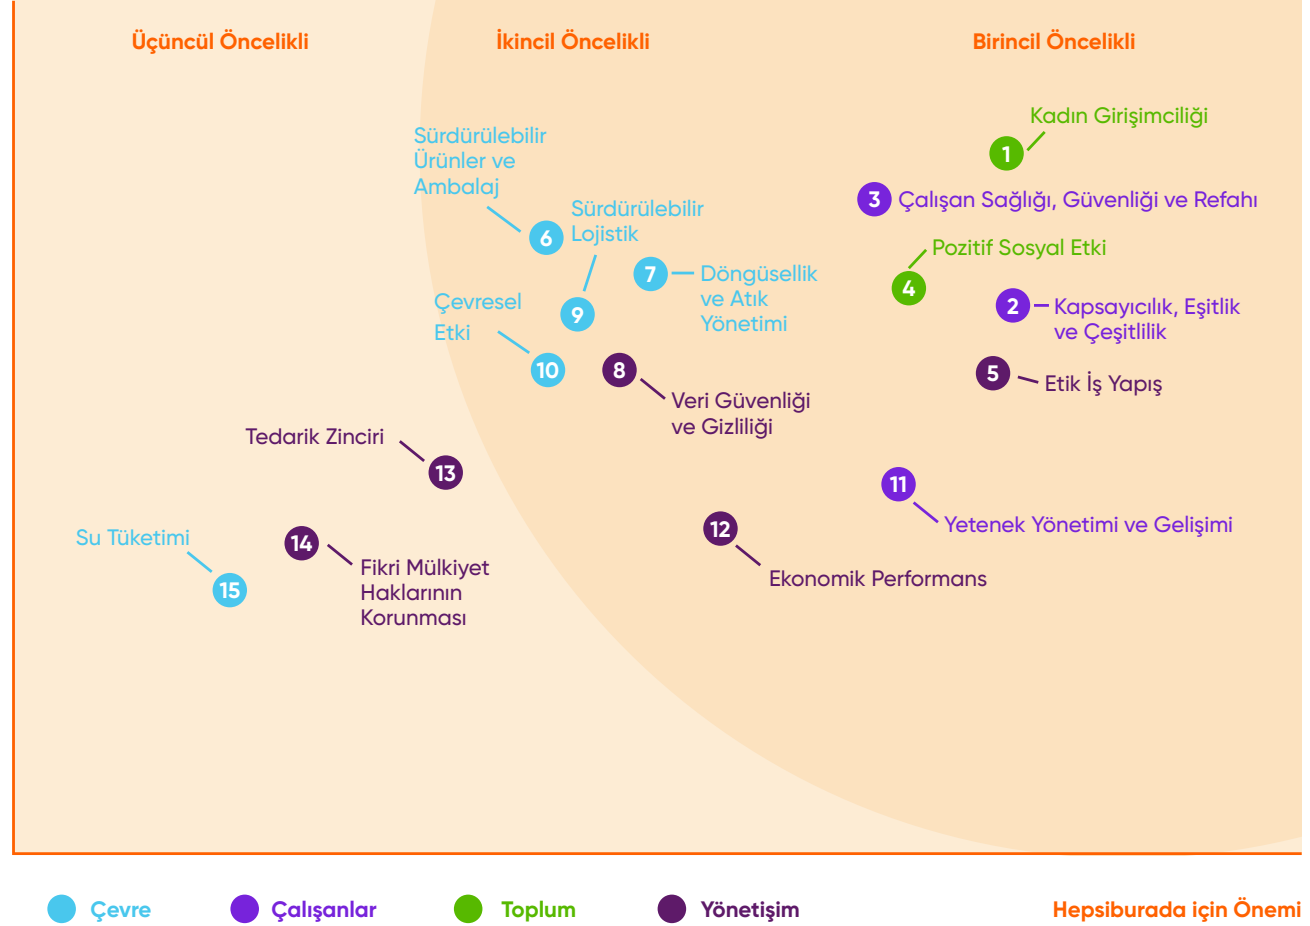 Üçüncül Öncelikli
İkincil Öncelikli
Birincil Öncelikli
Kadın Girişimciliği
1
Sürdürülebilir
Ürünler ve
Ambalaj
3
Çalışan Sağlığı, Güvenliği ve Refahı
Sürdürülebilir
Lojistik
6
Pozitif Sosyal Etki
4
7
Döngüsellik
ve Atık
Yönetimi
Çevresel
Etki
9
2
Kapsayıcılık, Eşitlik
ve Çeşitlilik
10
8
Veri Güvenliği
ve Gizliliği
5
Etik İş Yapış
Tedarik Zinciri
13
11
Yetenek Yönetimi ve Gelişimi
Su Tüketimi
15
14
Fikri Mülkiyet
Haklarının
Korunması
12
Ekonomik Performans
Çevre
Çalışanlar
Toplum
Yönetişim
Hepsiburada için Önemi